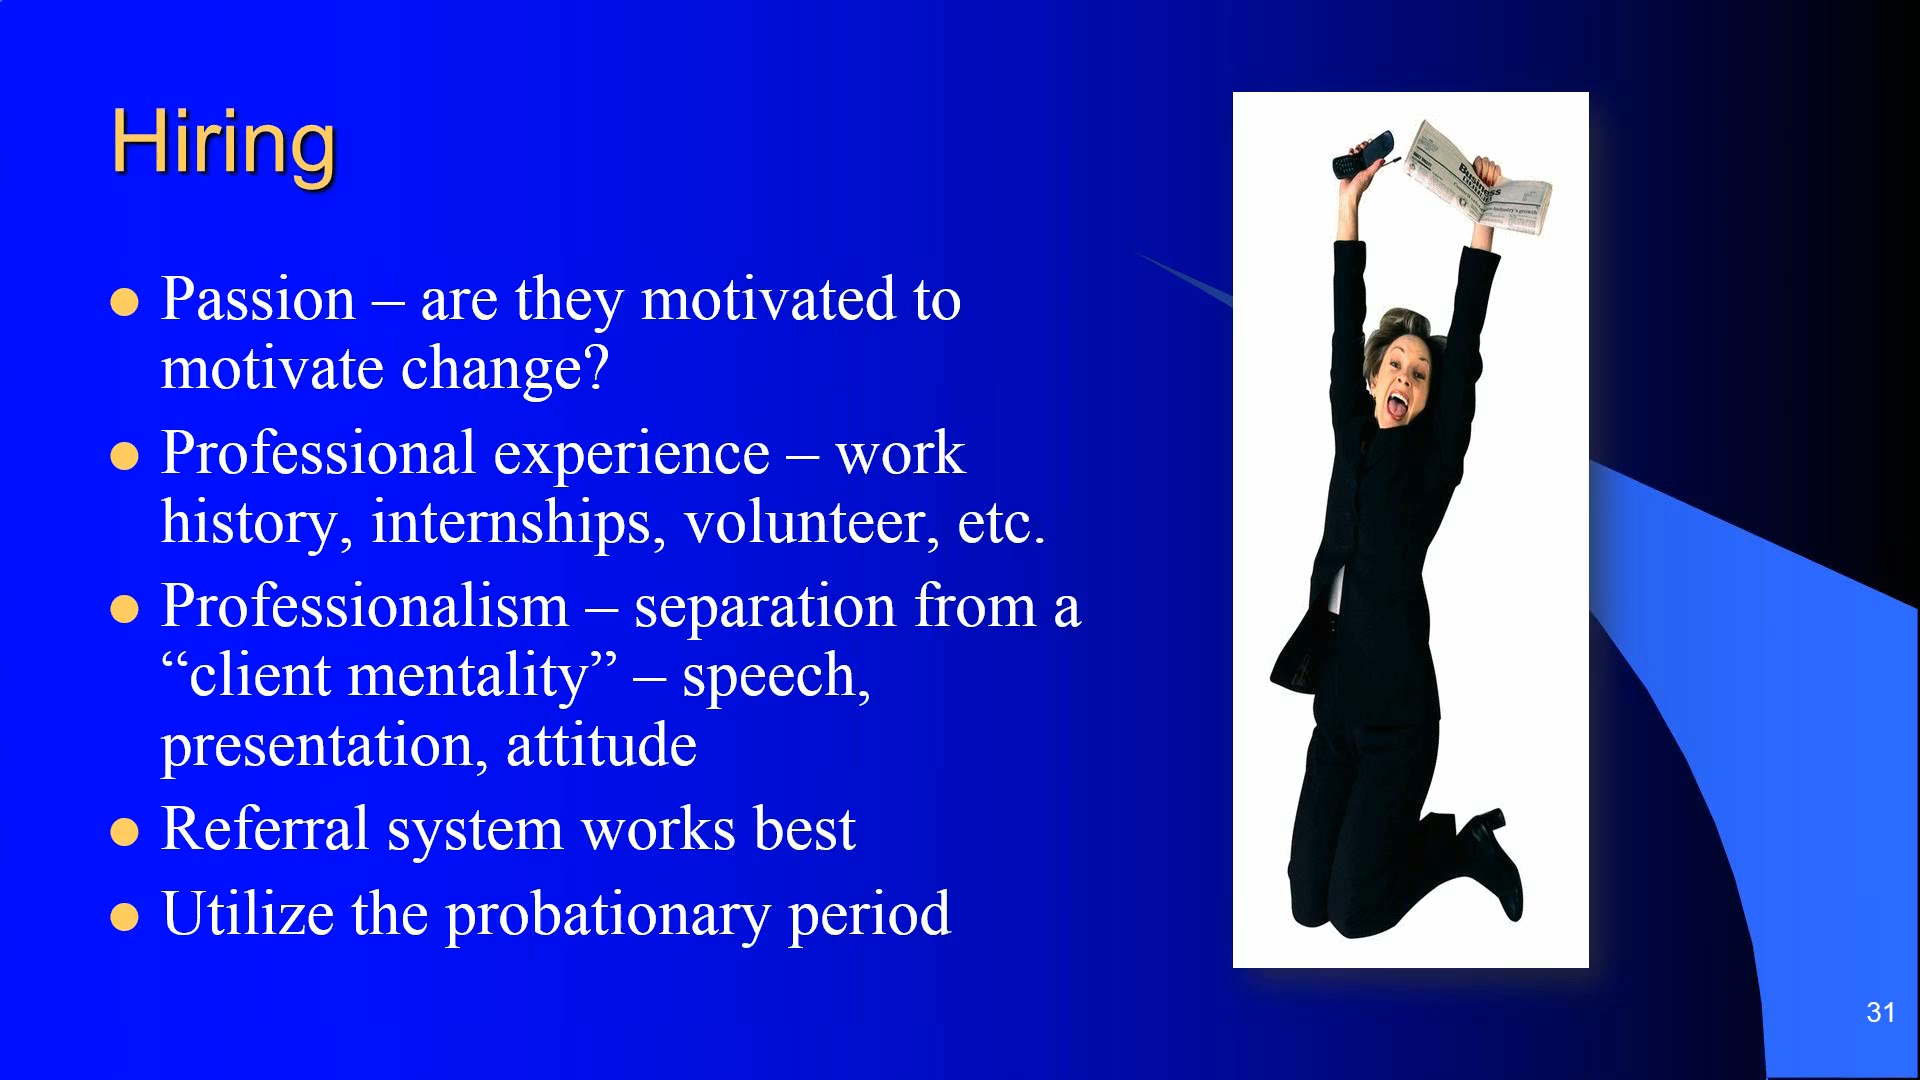 Hiring
Passion – are they motivated to
motivate change?
Professional experience – work
history, internships, volunteer, etc.
Professionalism – separation from a
“client mentality” – speech,
presentation, attitude
Referral system works best
Utilize the probationary period
Business
31